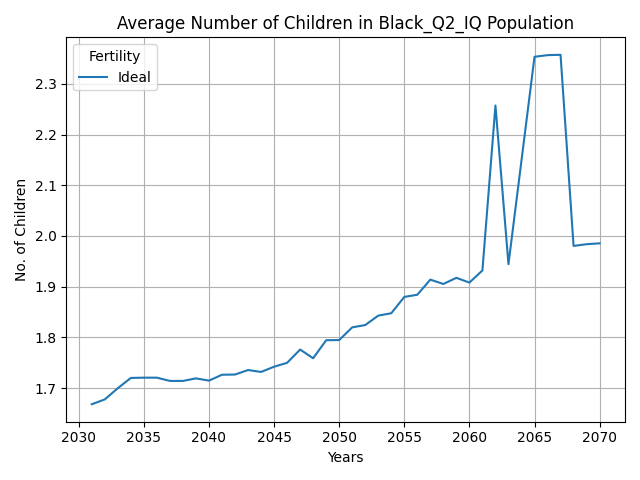 Average Number of Children in Black_Q2_IQ Population
Fertility
Ideal
No. of Children
2.3
2.2
2.1
2.0
1.9
1.8
1.7
2030 2035 2040 2045 2050 2055 2060 2065 2070
Years